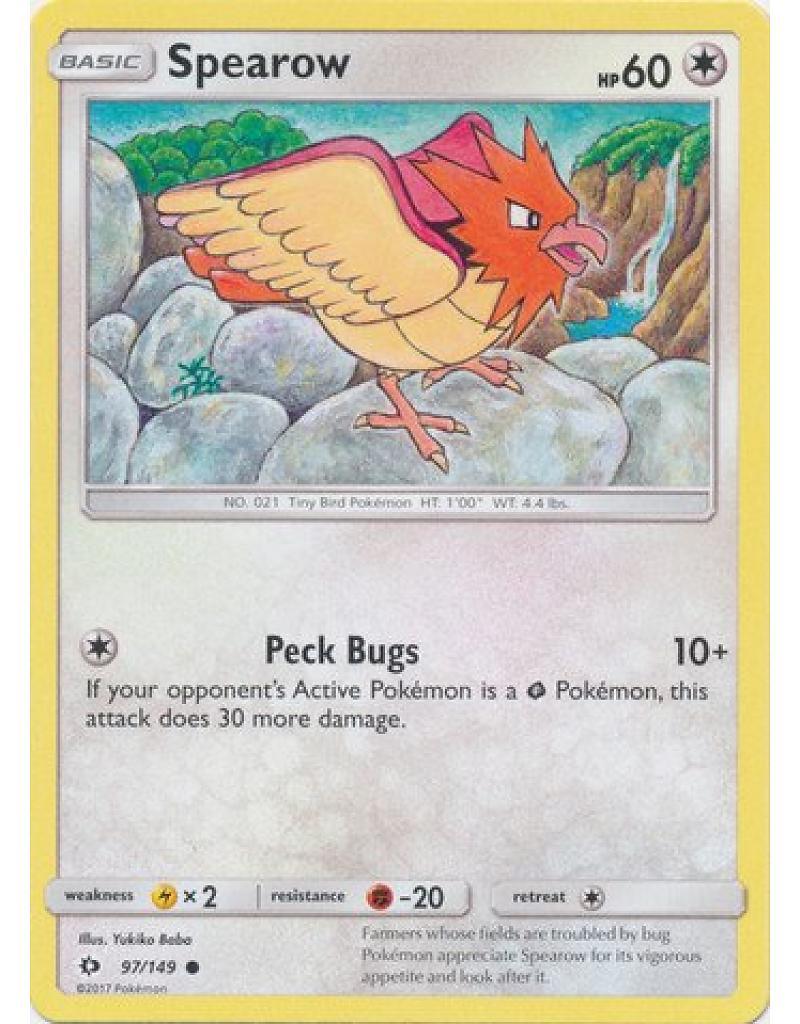 BASIC Spearow HP60
NO. 021 Tiny Bird Pokémon HT: 1'00" WT: 4.4 lbs.
Peck Bugs 10+
If your opponent's Active Pokémon is a Pokémon, this
attack does 30 more damage.
weakness ×2 resistance -20 retreat
Illus. Yukiko Baba
97/149
©2017 Pokémon
Farmers whose fields are troubled by bug
Pokémon appreciate Spearow for its vigorous
appetite and look after it.